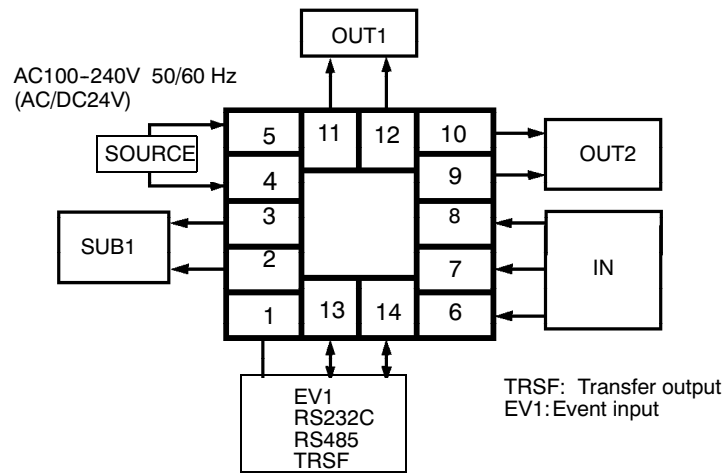 OUT1
AC100-240V 50/60 Hz
(AC/DC24V)
5
11
12
10
SOURCE
OUT2
4
9
3
8
SUB1
2
7
IN
1
13
14
6
EV1
RS232C
RS485
TRSF
TRSF: Transfer output
EV1: Event input